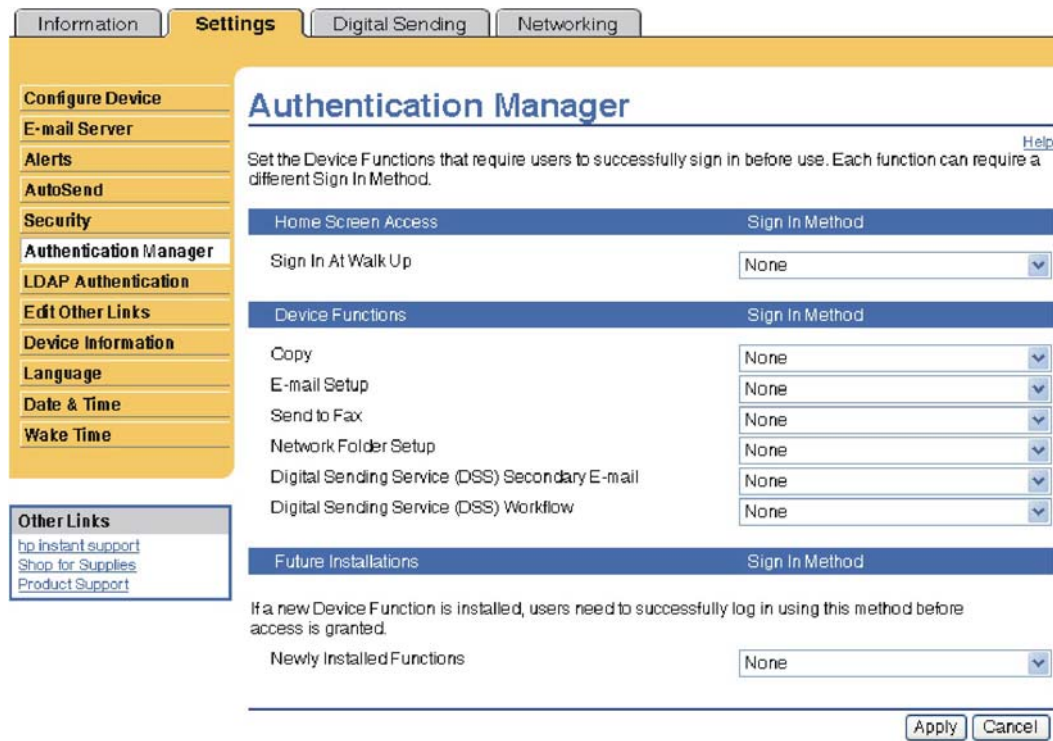 Information
Settings
Digital Sending
Networking
Configure Device
E-mail Server
Alerts
AutoSend
Security
Authentication Manager
LDAP Authentication
Edit Other Links
Device Information
Language
Date & Time
Wake Time
Other Links
hp instant support
Shop for Supplies
Product Support
Authentication Manager
Help
Set the Device Functions that require users to successfully sign in before use. Each function can require a
different Sign In Method.
Home Screen Access Sign In Method
Sign In At Walk Up None
Device Functions Sign In Method
Copy None
E-mail Setup None
Send to Fax None
Network Folder Setup None
Digital Sending Service (DSS) Secondary E-mail None
Digital Sending Service (DSS) Workflow None
Future Installations Sign In Method
If a new Device Function is installed, users need to successfully log in using this method before
access is granted.
Newly Installed Functions None
Apply Cancel